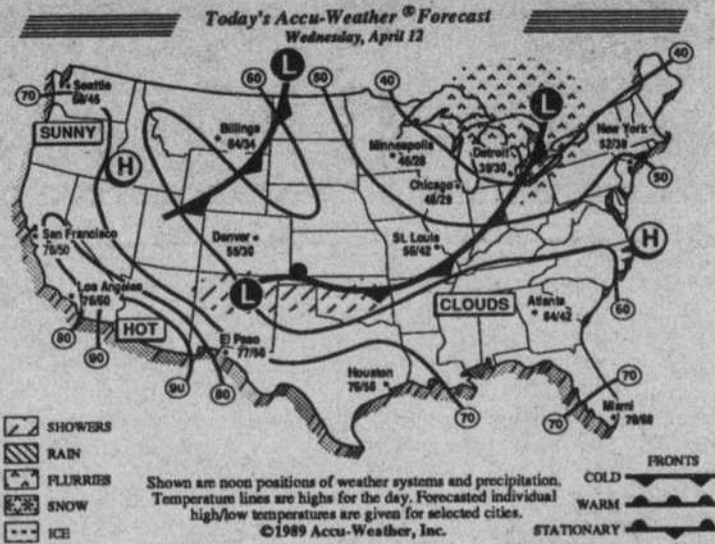 Today's Accu-Weather ® Forecast
Wednesday, April 12
60
50
40
40
70
Seattle
68/45
SUNNY
H
L
Billings
64/34
Minneapolis
46/28
Detroit
39/30
L
New York
52/38
50
Chicago
48/29
San Francisco
76/50
Denver
55/30
St. Louis
56/42
H
Los Angeles
76/60
L
CLOUDS
Atlanta
64/42
60
80
90
HOT
El Paso
77/50
90
80
Houston
76/58
70
70
70
Miami
78/68
SHOWERS
RAIN
FLURRIES
SNOW
ICE
Shown are noon positions of weather systems and precipitation.
Temperature lines are highs for the day. Forecasted individual
high/low temperatures are given for selected cities.
©1989 Accu-Weather, Inc.
FRONTS
COLD
WARM
STATIONARY